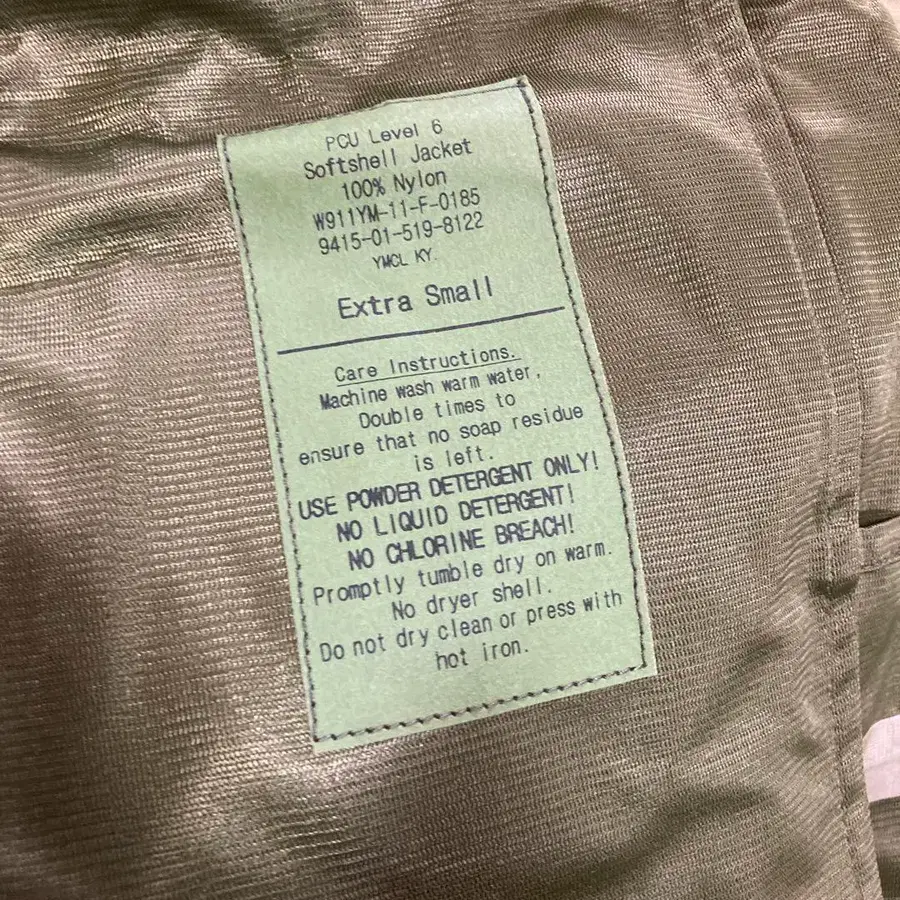 PCU Level 6
Softshell Jacket
100% Nylon
W911YM-11-F-0185
9415-01-519-8122
YMCL KY.
Extra Small
Care Instructions.
Machine wash warm water,
Double times to
ensure that no soap residue
is left.
USE POWDER DETERGENT ONLY!
NO LIQUID DETERGENT!
NO CHLORINE BREACH!
Promptly tumble dry on warm.
No dryer shell.
Do not dry clean or press with
hot iron.